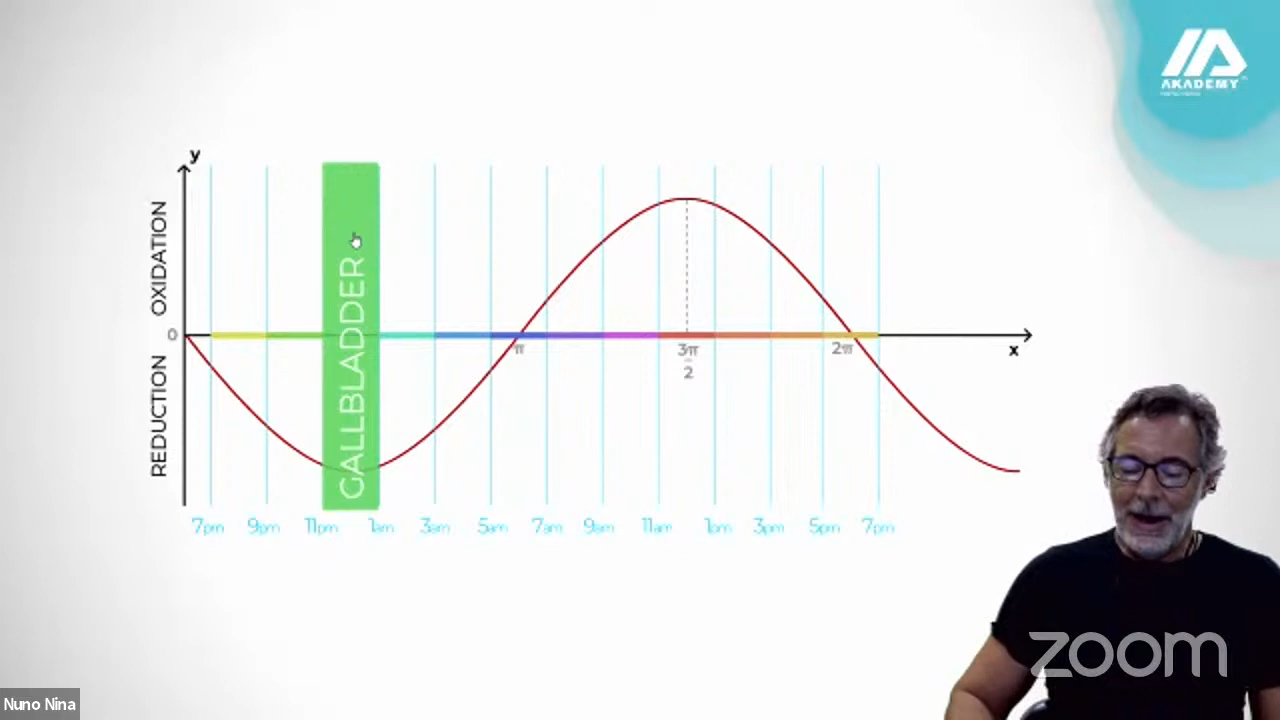 AKADEMY
y
OXIDATION
0
REDUCTION
GALLBLADDER
π
3π
2
2π
x
7pm 9pm 11pm 1am 3am 5am 7am 9am 11am 1pm 3pm 5pm 7pm
zoom
Nuno Nina